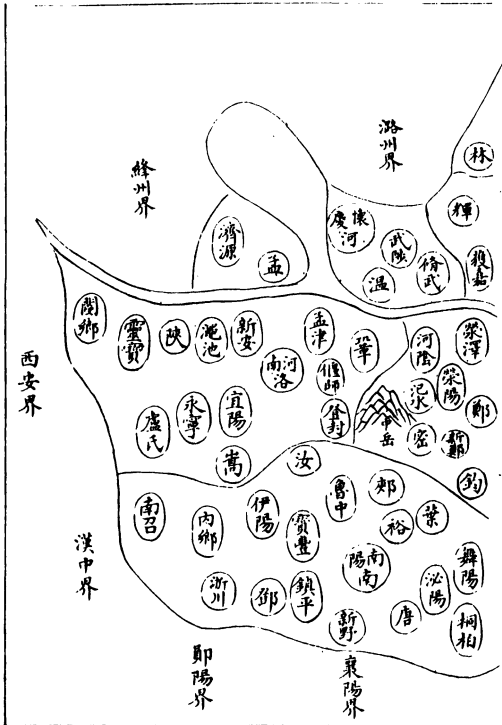 潞州界
絳州界
西安界
漢中界
鄖陽界
襄陽界
林
輝
獲嘉
懷慶河
武陟
脩武
溫
濟源
孟
閿鄉
靈寶
陝
澠池
新安
孟津
鞏
河陰
滎澤
河南洛
偃師
汜水
滎陽
鄭
盧氏
永寧
宜陽
登封
中岳
密
新鄭
嵩
汝
鈞
南召
內鄉
伊陽
寶豐
魯中
郟
裕
葉
南陽南
舞陽
泌陽
淅川
鄧
鎮平
新野
唐
桐柏